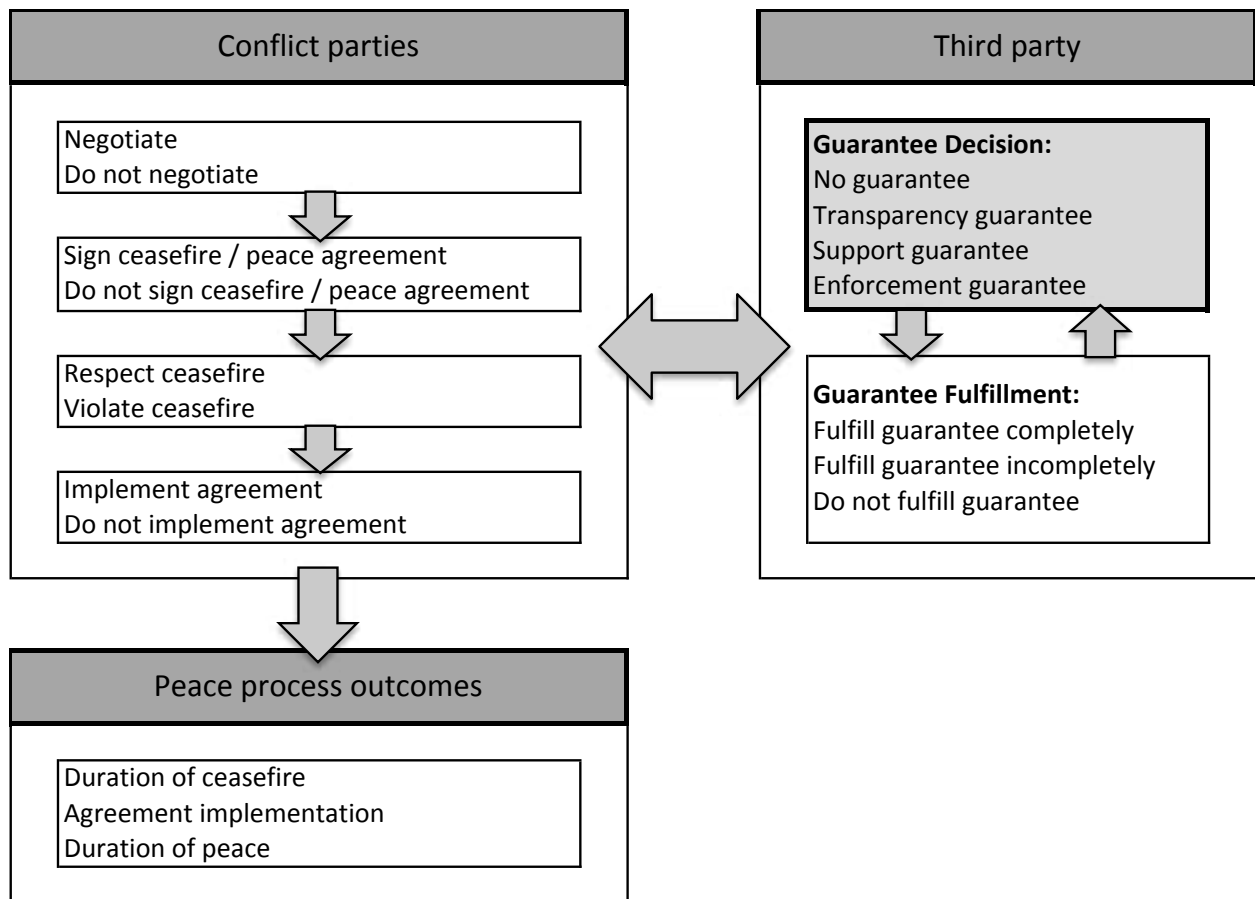 Conflict parties
Negotiate
Do not negotiate
Sign ceasefire / peace agreement
Do not sign ceasefire / peace agreement
Respect ceasefire
Violate ceasefire
Implement agreement
Do not implement agreement
Third party
Guarantee Decision:
No guarantee
Transparency guarantee
Support guarantee
Enforcement guarantee
Guarantee Fulfillment:
Fulfill guarantee completely
Fulfill guarantee incompletely
Do not fulfill guarantee
Peace process outcomes
Duration of ceasefire
Agreement implementation
Duration of peace